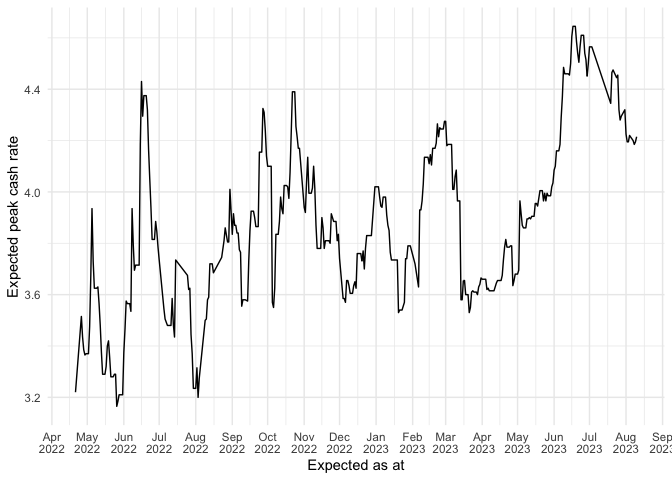 Expected peak cash rate
4.4
4.0
3.6
3.2
Apr May Jun Jul Aug Sep Oct Nov Dec Jan Feb Mar Apr May Jun Jul Aug Sep
2022 2022 2022 2022 2022 2022 2022 2022 2022 2023 2023 2023 2023 2023 2023 2023 2023 2023
Expected as at